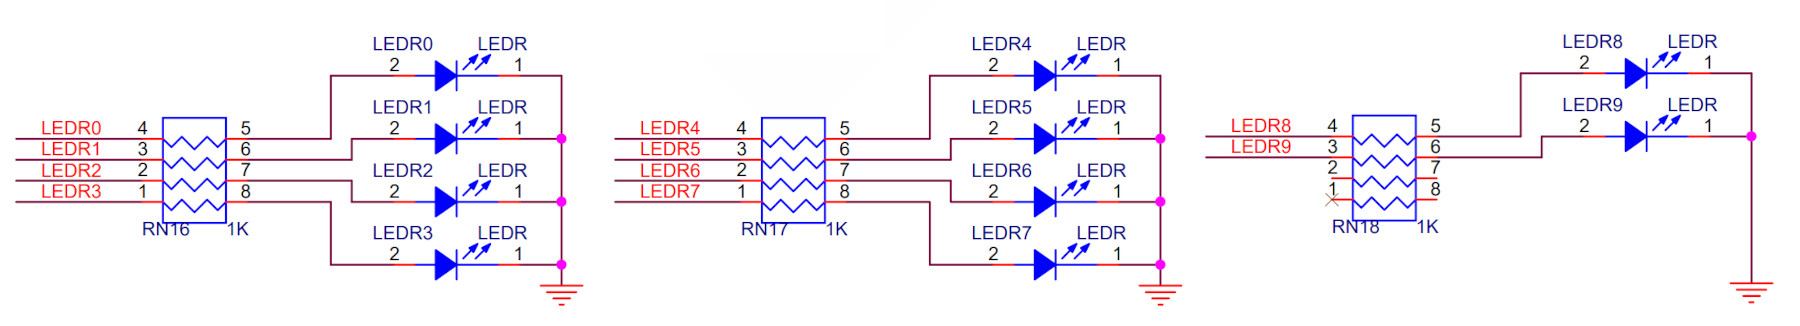 LEDR0 LEDR
2 1
LEDR1 LEDR
2 1
LEDR0 4 5
LEDR1 3 6
LEDR2 2 7
LEDR3 1 8
LEDR2 LEDR
2 1
RN16 1K
LEDR3 LEDR
2 1
LEDR4 LEDR
2 1
LEDR5 LEDR
2 1
LEDR4 4 5
LEDR5 3 6
LEDR6 2 7
LEDR7 1 8
LEDR6 LEDR
2 1
RN17 1K
LEDR7 LEDR
2 1
LEDR8 LEDR
2 1
LEDR9 LEDR
2 1
LEDR8 4 5
LEDR9 3 6
2 7
1 8
RN18 1K